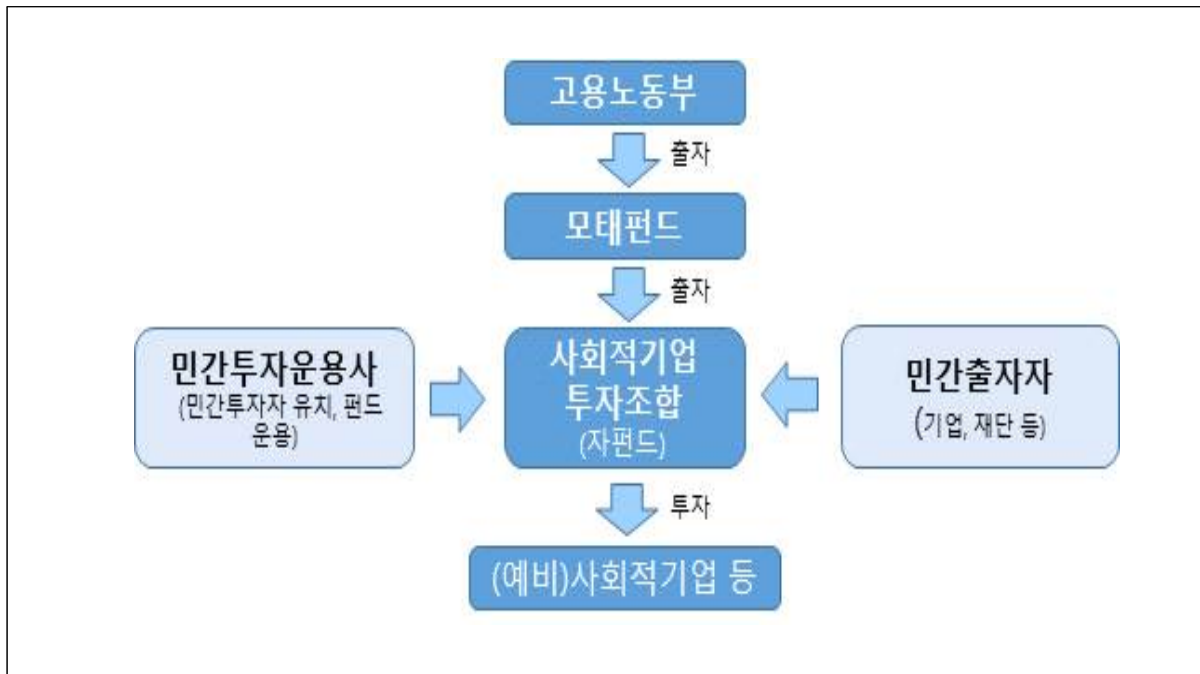 고용노동부
출자
모태펀드
출자
민간투자운용사
(민간투자자 유치, 펀드
운용)
사회적기업
투자조합
(자펀드)
민간출자자
(기업, 재단 등)
투자
(예비)사회적기업 등